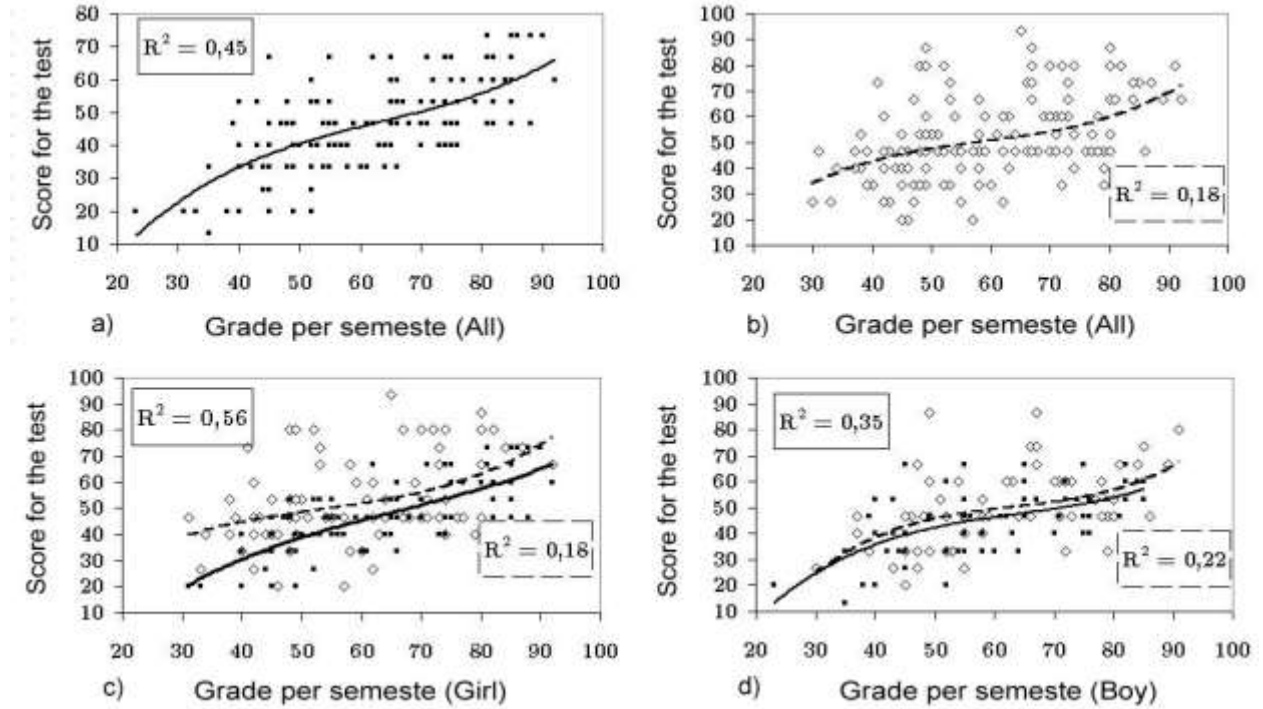 80
70
60
50
40
30
20
10
R² = 0,45
Score for the test
20 30 40 50 60 70 80 90 100
a) Grade per semeste (All)
100
90
80
70
60
50
40
30
20
10
R² = 0,18
Score for the test
20 30 40 50 60 70 80 90 100
b) Grade per semeste (All)
100
90
80
70
60
50
40
30
20
10
R² = 0,56
R² = 0,18
Score for the test
20 30 40 50 60 70 80 90 100
c) Grade per semeste (Girl)
100
90
80
70
60
50
40
30
20
10
R² = 0,35
R² = 0,22
Score for the test
20 30 40 50 60 70 80 90 100
d) Grade per semeste (Boy)